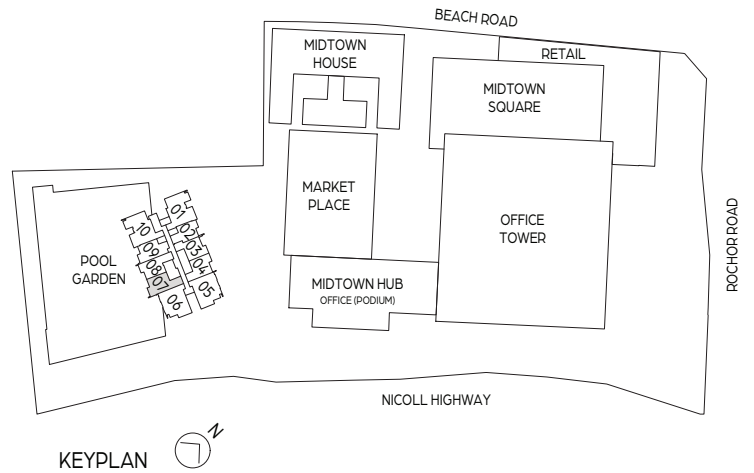 BEACH ROAD
MIDTOWN
HOUSE
RETAIL
MIDTOWN
SQUARE
MARKET
PLACE
OFFICE
TOWER
ROCHOR ROAD
01
02
03
04
05
10
09
08
07
06
POOL
GARDEN
MIDTOWN HUB
OFFICE (PODIUM)
NICOLL HIGHWAY
KEYPLAN
N